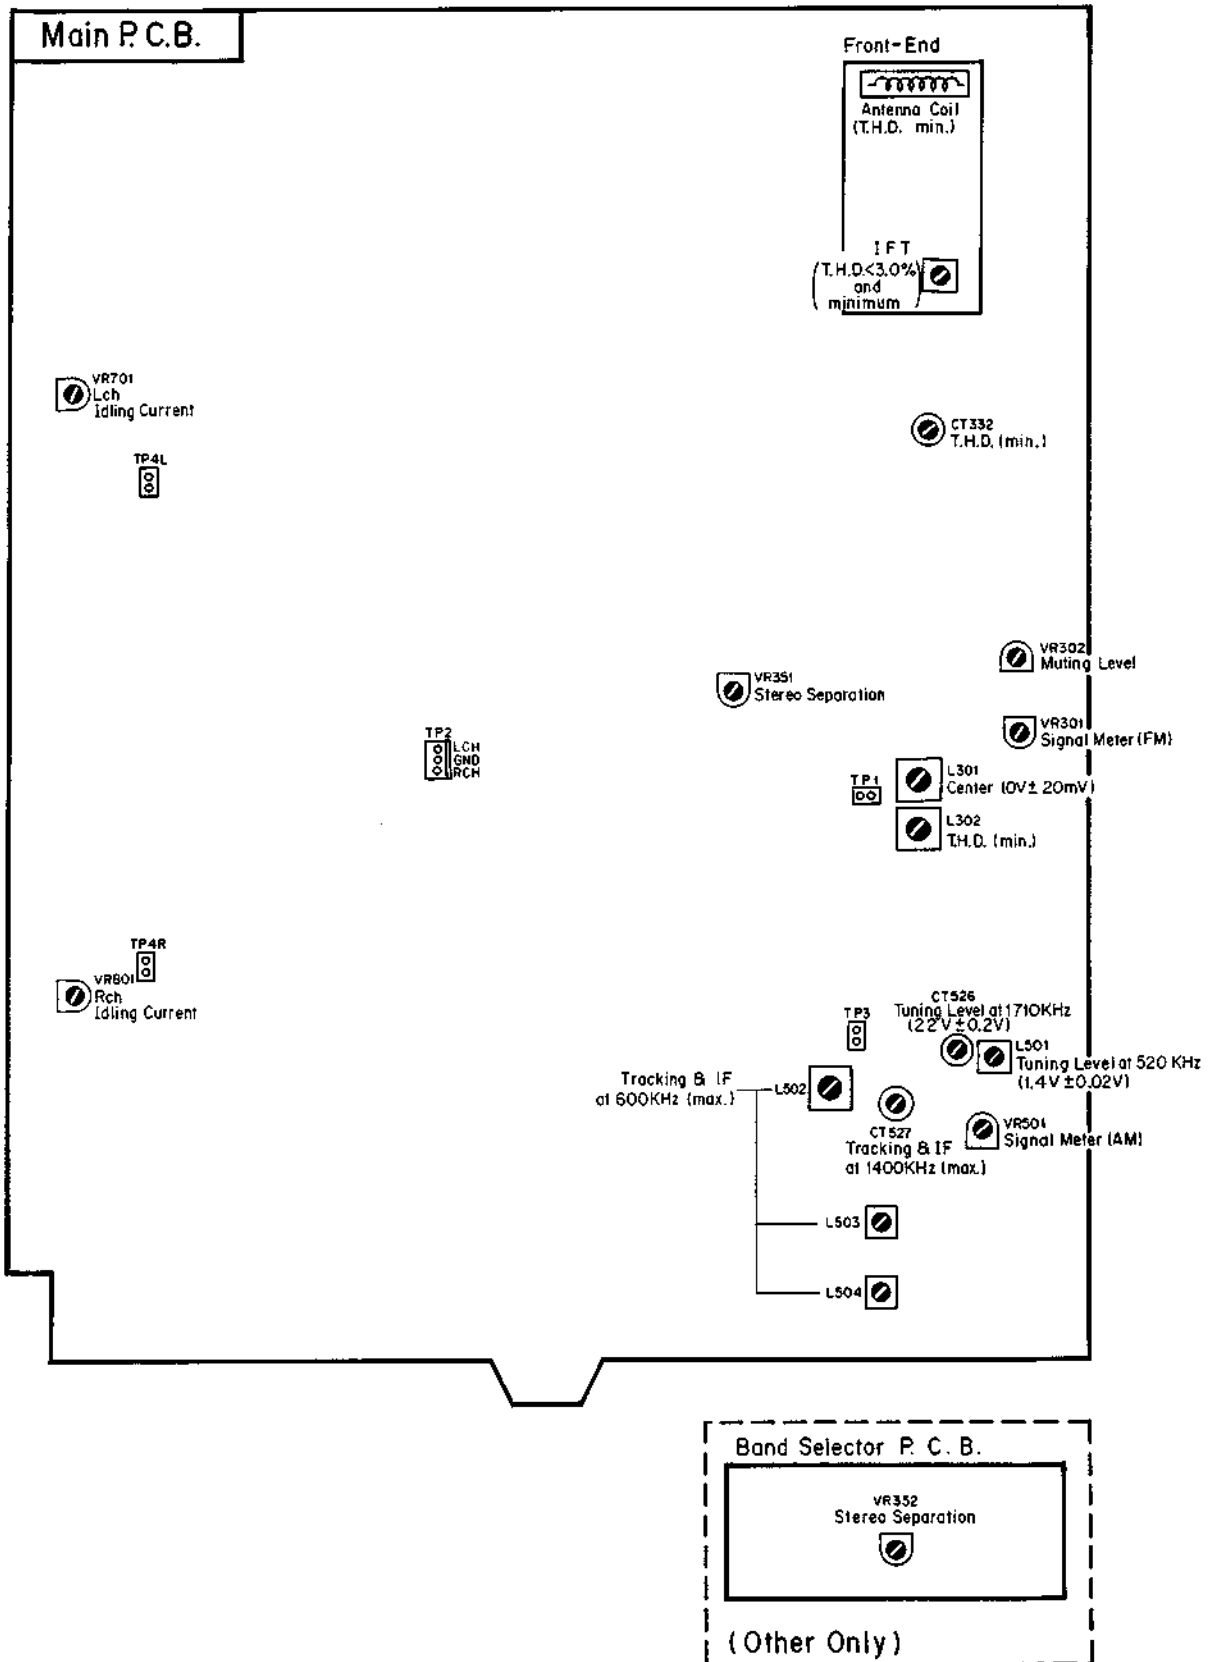 Main P.C.B.
Front-End
Antenna Coil
(T.H.D. min.)
IFT
(T.H.D.<3.0%
and
minimum)
VR701
Lch
Idling Current
TP4L
CT332
T.H.D. (min.)
VR302
Muting Level
VR351
Stereo Separation
VR301
Signal Meter (FM)
TP2
LCH
GND
RCH
TP1
L301
Center (0V±20mV)
L302
T.H.D. (min.)
TP4R
VR801
Rch
Idling Current
TP3
CT526
Tuning Level at 1710KHz
(22V±0.2V)
L501
Tuning Level at 520 KHz
(1.4V±0.02V)
Tracking & IF
at 600KHz (max.)
L502
CT527
Tracking & IF
at 1400KHz (max.)
VR501
Signal Meter (AM)
L503
L504
Band Selector P.C.B.
VR352
Stereo Separation
(Other Only)